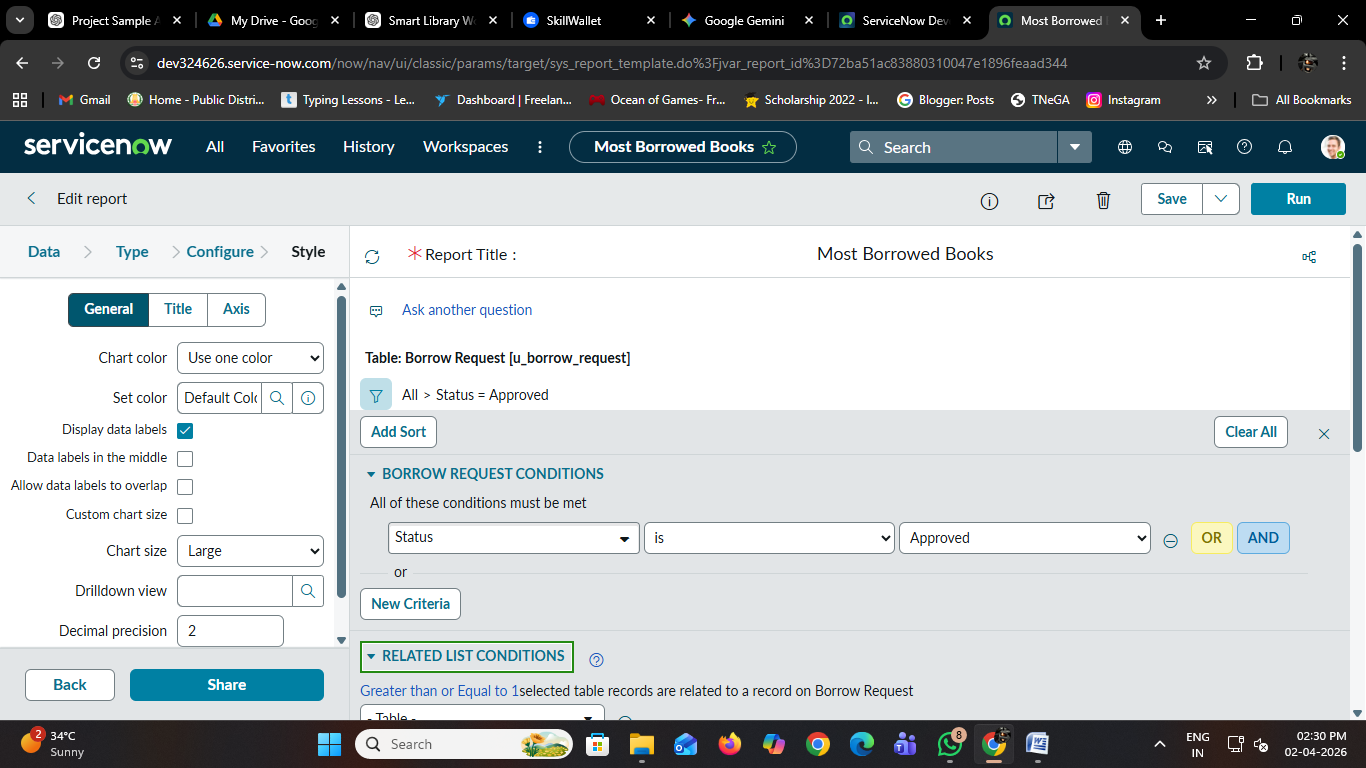 Project Sample A
My Drive - Goog
Smart Library Wo
SkillWallet
Google Gemini
ServiceNow Dev
Most Borrowed
dev324626.service-now.com/now/nav/ui/classic/params/target/sys_report_template.do%3Fjvar_report_id%3D72ba51ac83880310047e1896feaad344
Gmail
Home - Public Distri...
Typing Lessons - Le...
Dashboard | Freelan...
Ocean of Games- Fr...
Scholarship 2022 - I...
Blogger: Posts
TNeGA
Instagram
»
All Bookmarks
servicenow
All
Favorites
History
Workspaces
Most Borrowed Books
Search
Edit report
Save
Run
Data
Type
Configure
Style
*Report Title :
Most Borrowed Books
General
Title
Axis
Ask another question
Chart color
Use one color
Table: Borrow Request [u_borrow_request]
Set color
Default Colo
All > Status = Approved
Display data labels
Add Sort
Clear All
Data labels in the middle
BORROW REQUEST CONDITIONS
Allow data labels to overlap
All of these conditions must be met
Custom chart size
Status
is
Approved
OR
AND
Chart size
Large
or
Drilldown view
New Criteria
Decimal precision
2
RELATED LIST CONDITIONS
Back
Share
Greater than or Equal to 1selected table records are related to a record on Borrow Request
- Table -
2
34°C
Sunny
Search
8
ENG
IN
02:30 PM
02-04-2026